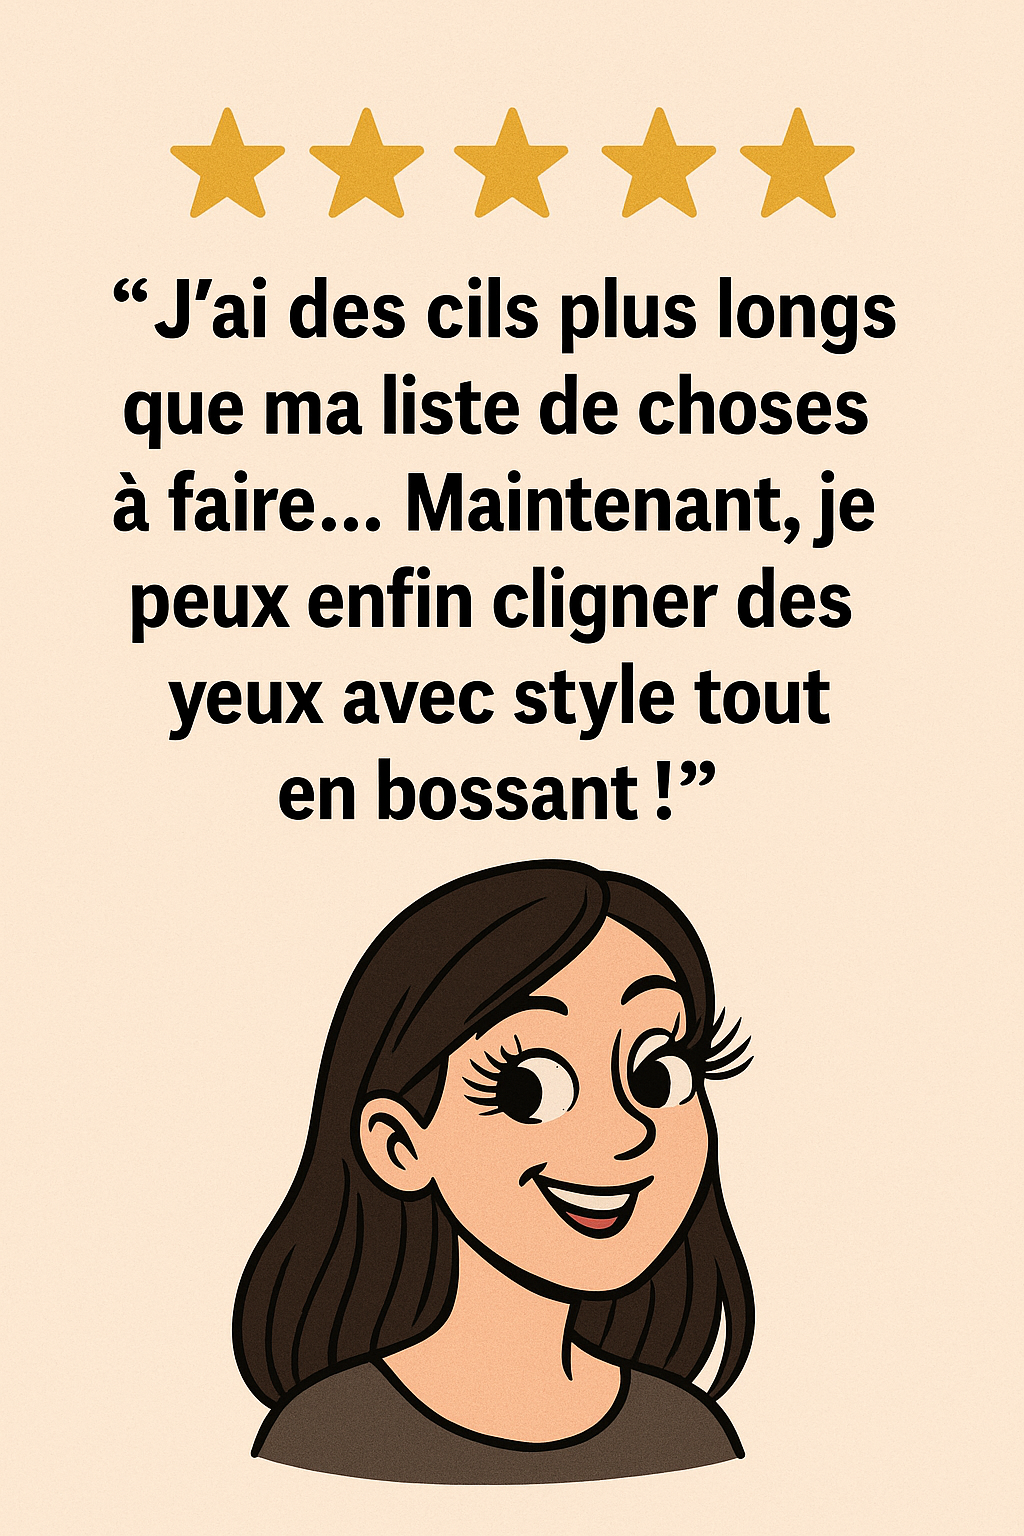 “J’ai des cils plus longs
que ma liste de choses
à faire... Maintenant, je
peux enfin cligner des
yeux avec style tout
en bossant !”